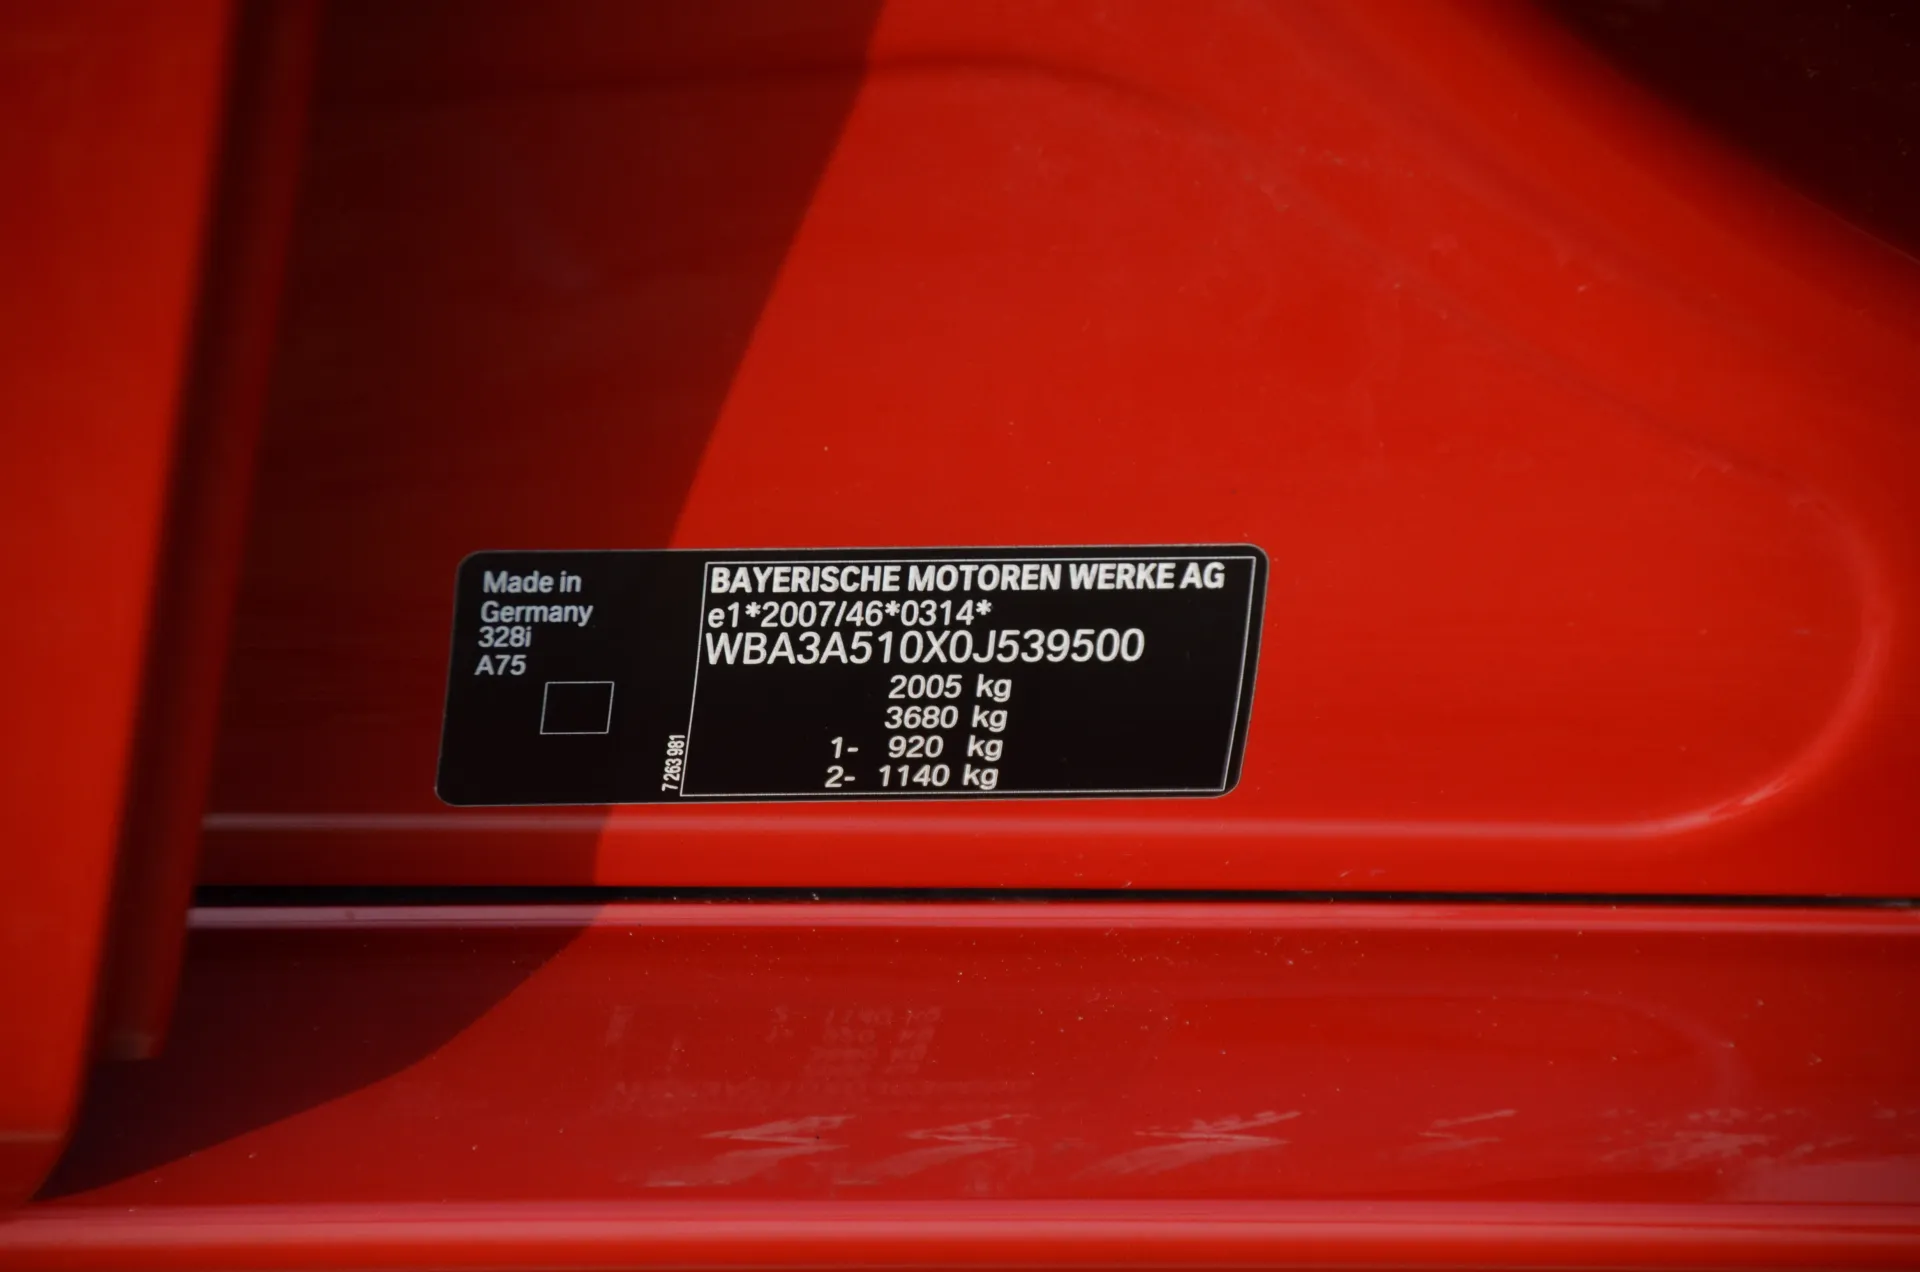 Made in
Germany
328i
A75
7 263 981
BAYERISCHE MOTOREN WERKE AG
e1*2007/46*0314*
WBA3A510X0J539500
2005 kg
3680 kg
1- 920 kg
2- 1140 kg